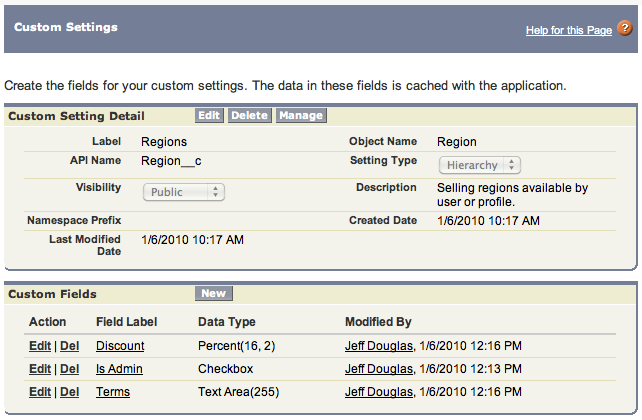 Custom Settings
Help for this Page ?
Create the fields for your custom settings. The data in these fields is cached with the application.
Custom Setting Detail Edit Delete Manage
Label Regions Object Name Region
API Name Region__c Setting Type Hierarchy
Visibility Public Description Selling regions available by
user or profile.
Namespace Prefix Created Date 1/6/2010 10:17 AM
Last Modified 1/6/2010 10:17 AM
Date
Custom Fields New
Action Field Label Data Type Modified By
Edit | Del Discount Percent(16, 2) Jeff Douglas, 1/6/2010 12:16 PM
Edit | Del Is Admin Checkbox Jeff Douglas, 1/6/2010 12:13 PM
Edit | Del Terms Text Area(255) Jeff Douglas, 1/6/2010 12:16 PM